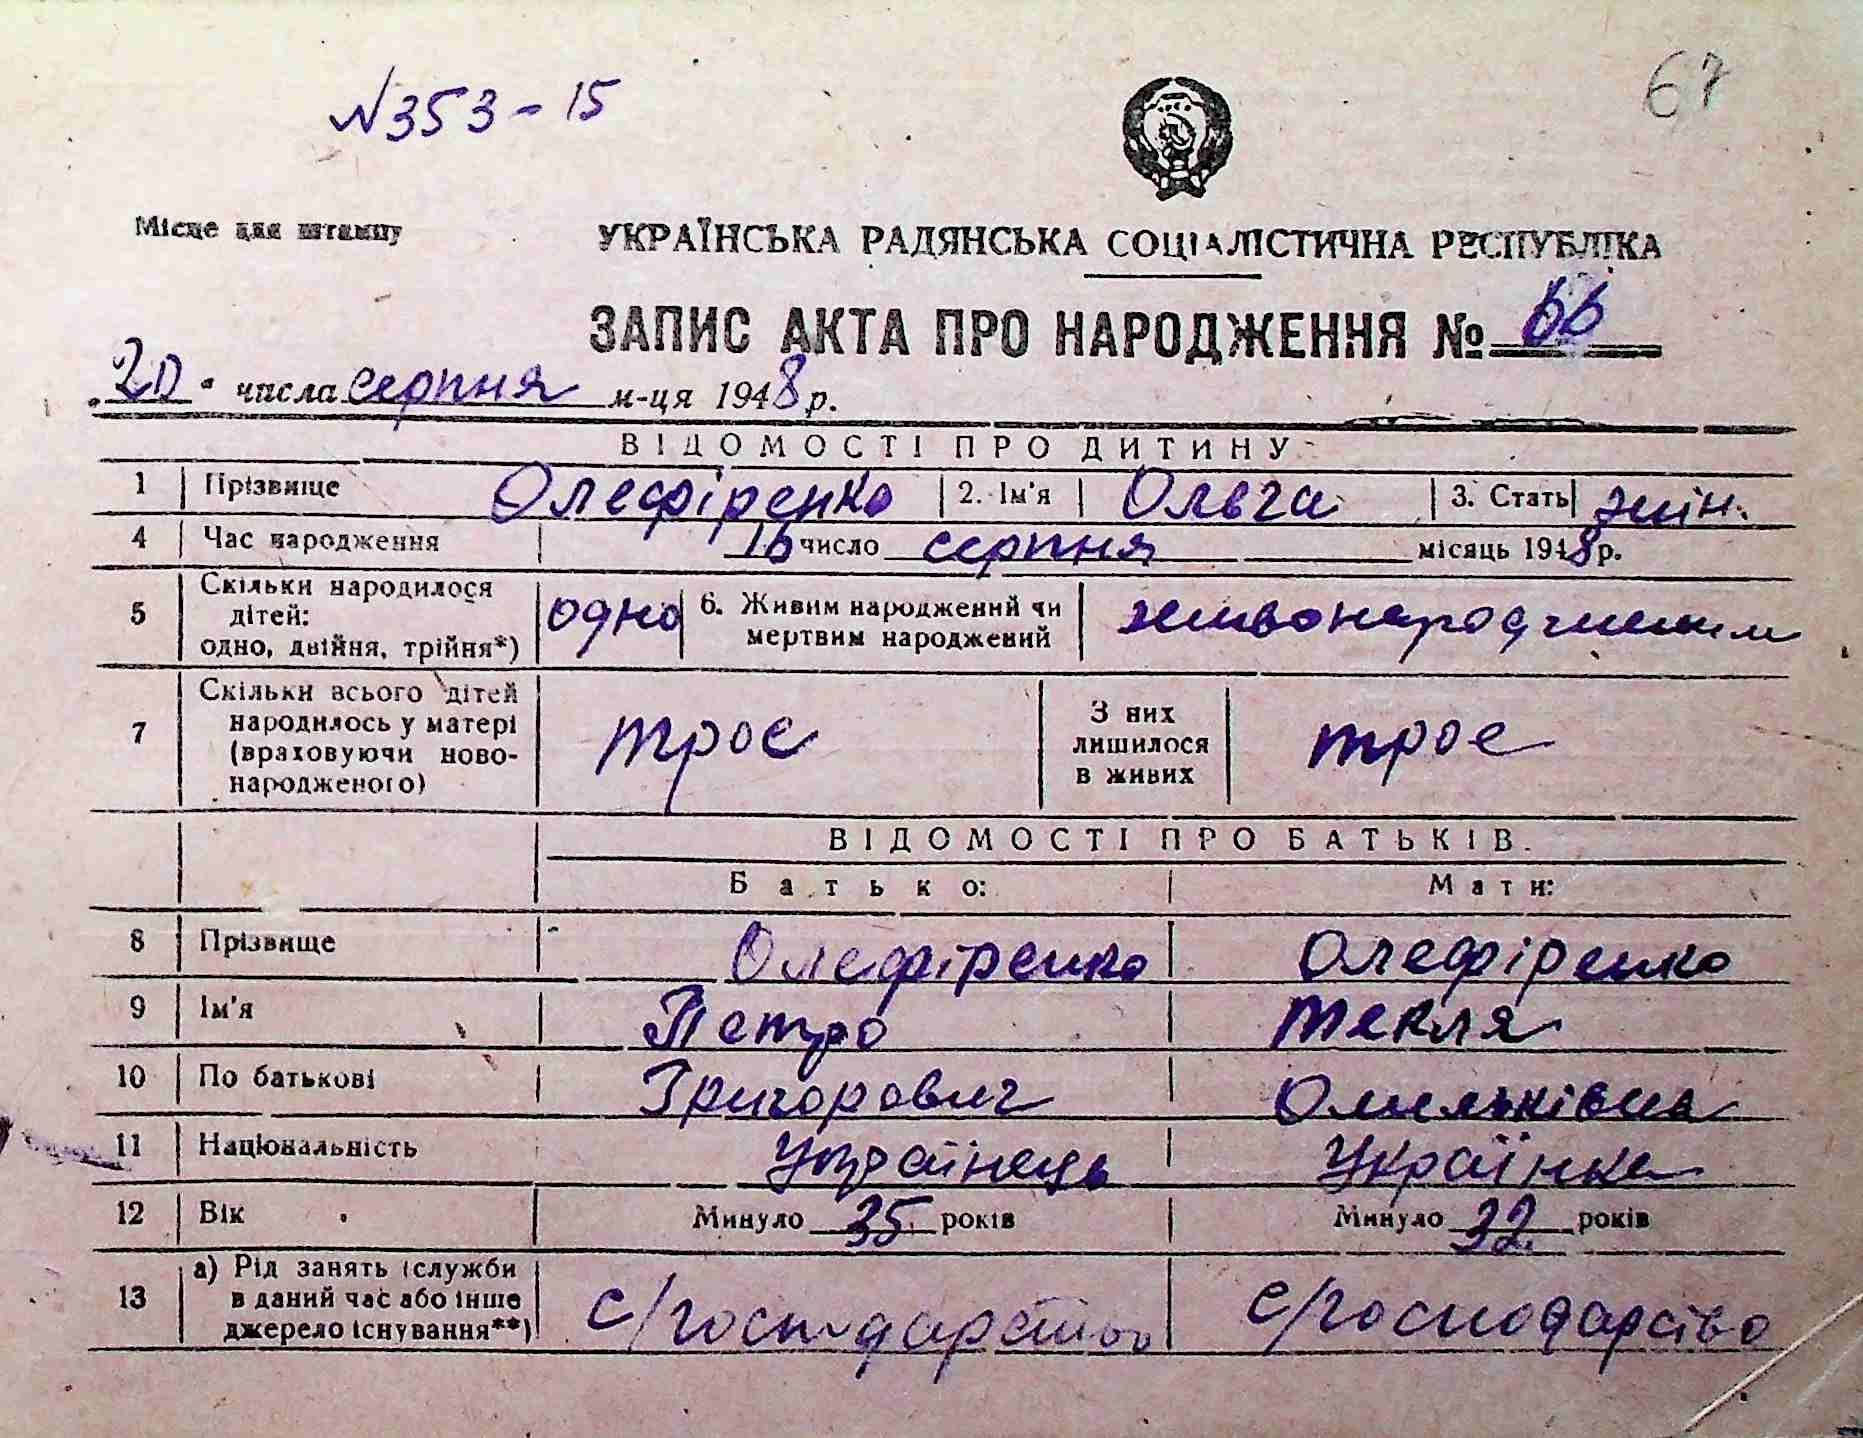 №353-15
67
Місце для штампу
УКРАЇНСЬКА РАДЯНСЬКА СОЦІАЛІСТИЧНА РЕСПУБЛІКА
ЗАПИС АКТА ПРО НАРОДЖЕННЯ № 66
„20" числа серпня м-ця 1948 р.
ВІДОМОСТІ ПРО ДИТИНУ
1 Прізвище Олефіренко 2. Ім'я Ольга 3. Стать жін.
4 Час народження 16 число серпня місяць 1948 р.
5 Скільки народилося
дітей:
одно, двійня, трійня*) одно 6. Живим народжений чи
мертвим народжений живонародженим
7 Скільки всього дітей
народилось у матері
(враховуючи ново-
народженого) троє З них
лишилося
в живих троє
ВІДОМОСТІ ПРО БАТЬКІВ.
Батько: Мати:
8 Прізвище Олефіренко Олефіренко
9 Ім'я Петро Текля
10 По батькові Григорович Омельківна
11 Національність Українець Українка
12 Вік Минуло 35 років Минуло 32 років
13 а) Рід занять (служби
в даний час або інше
джерело існування**) с/господарство с/господарство